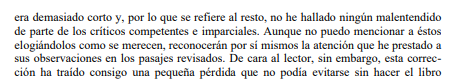 era demasiado corto y, por lo que se refiere al resto, no he hallado ningún malentendido
de parte de los críticos competentes e imparciales. Aunque no puedo mencionar a éstos
elogiándolos como se merecen, reconocerán por sí mismos la atención que he prestado a
sus observaciones en los pasajes revisados. De cara al lector, sin embargo, esta correc-
ción ha traído consigo una pequeña pérdida que no podía evitarse sin hacer el libro